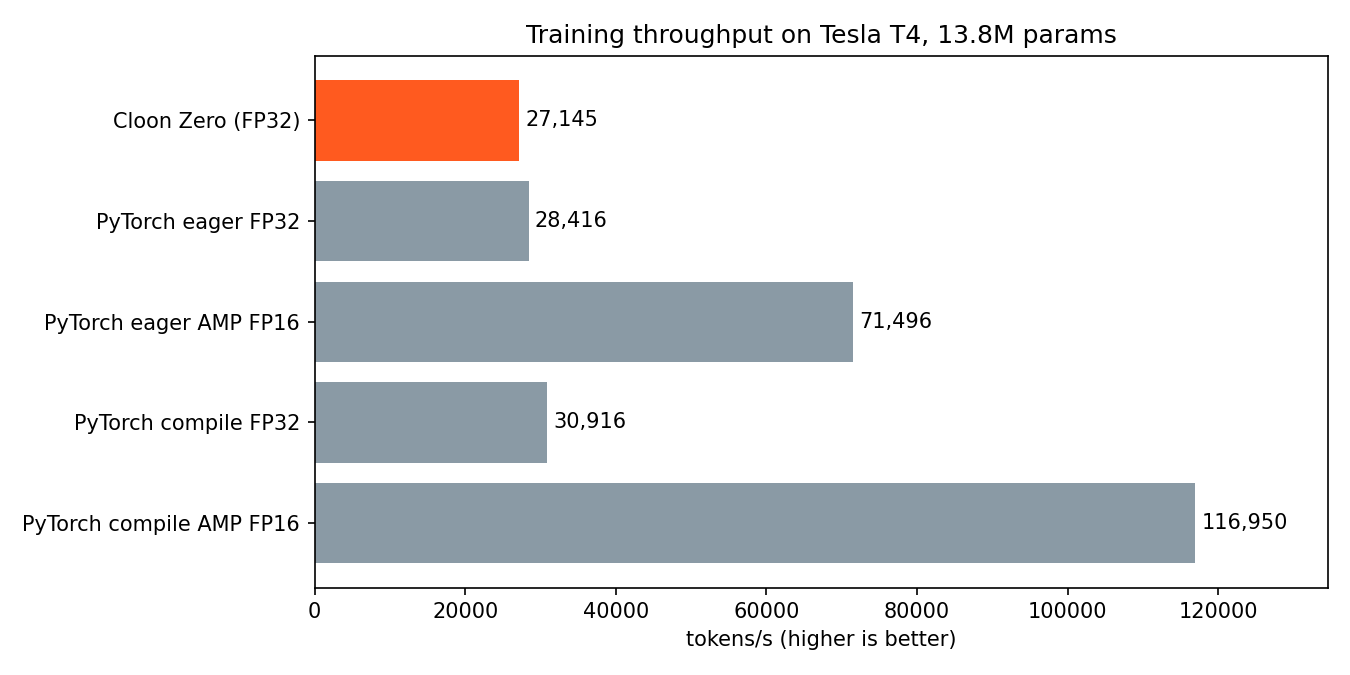 Training throughput on Tesla T4, 13.8M params
Cloon Zero (FP32) 27,145
PyTorch eager FP32 28,416
PyTorch eager AMP FP16 71,496
PyTorch compile FP32 30,916
PyTorch compile AMP FP16 116,950
0 20000 40000 60000 80000 100000 120000
tokens/s (higher is better)